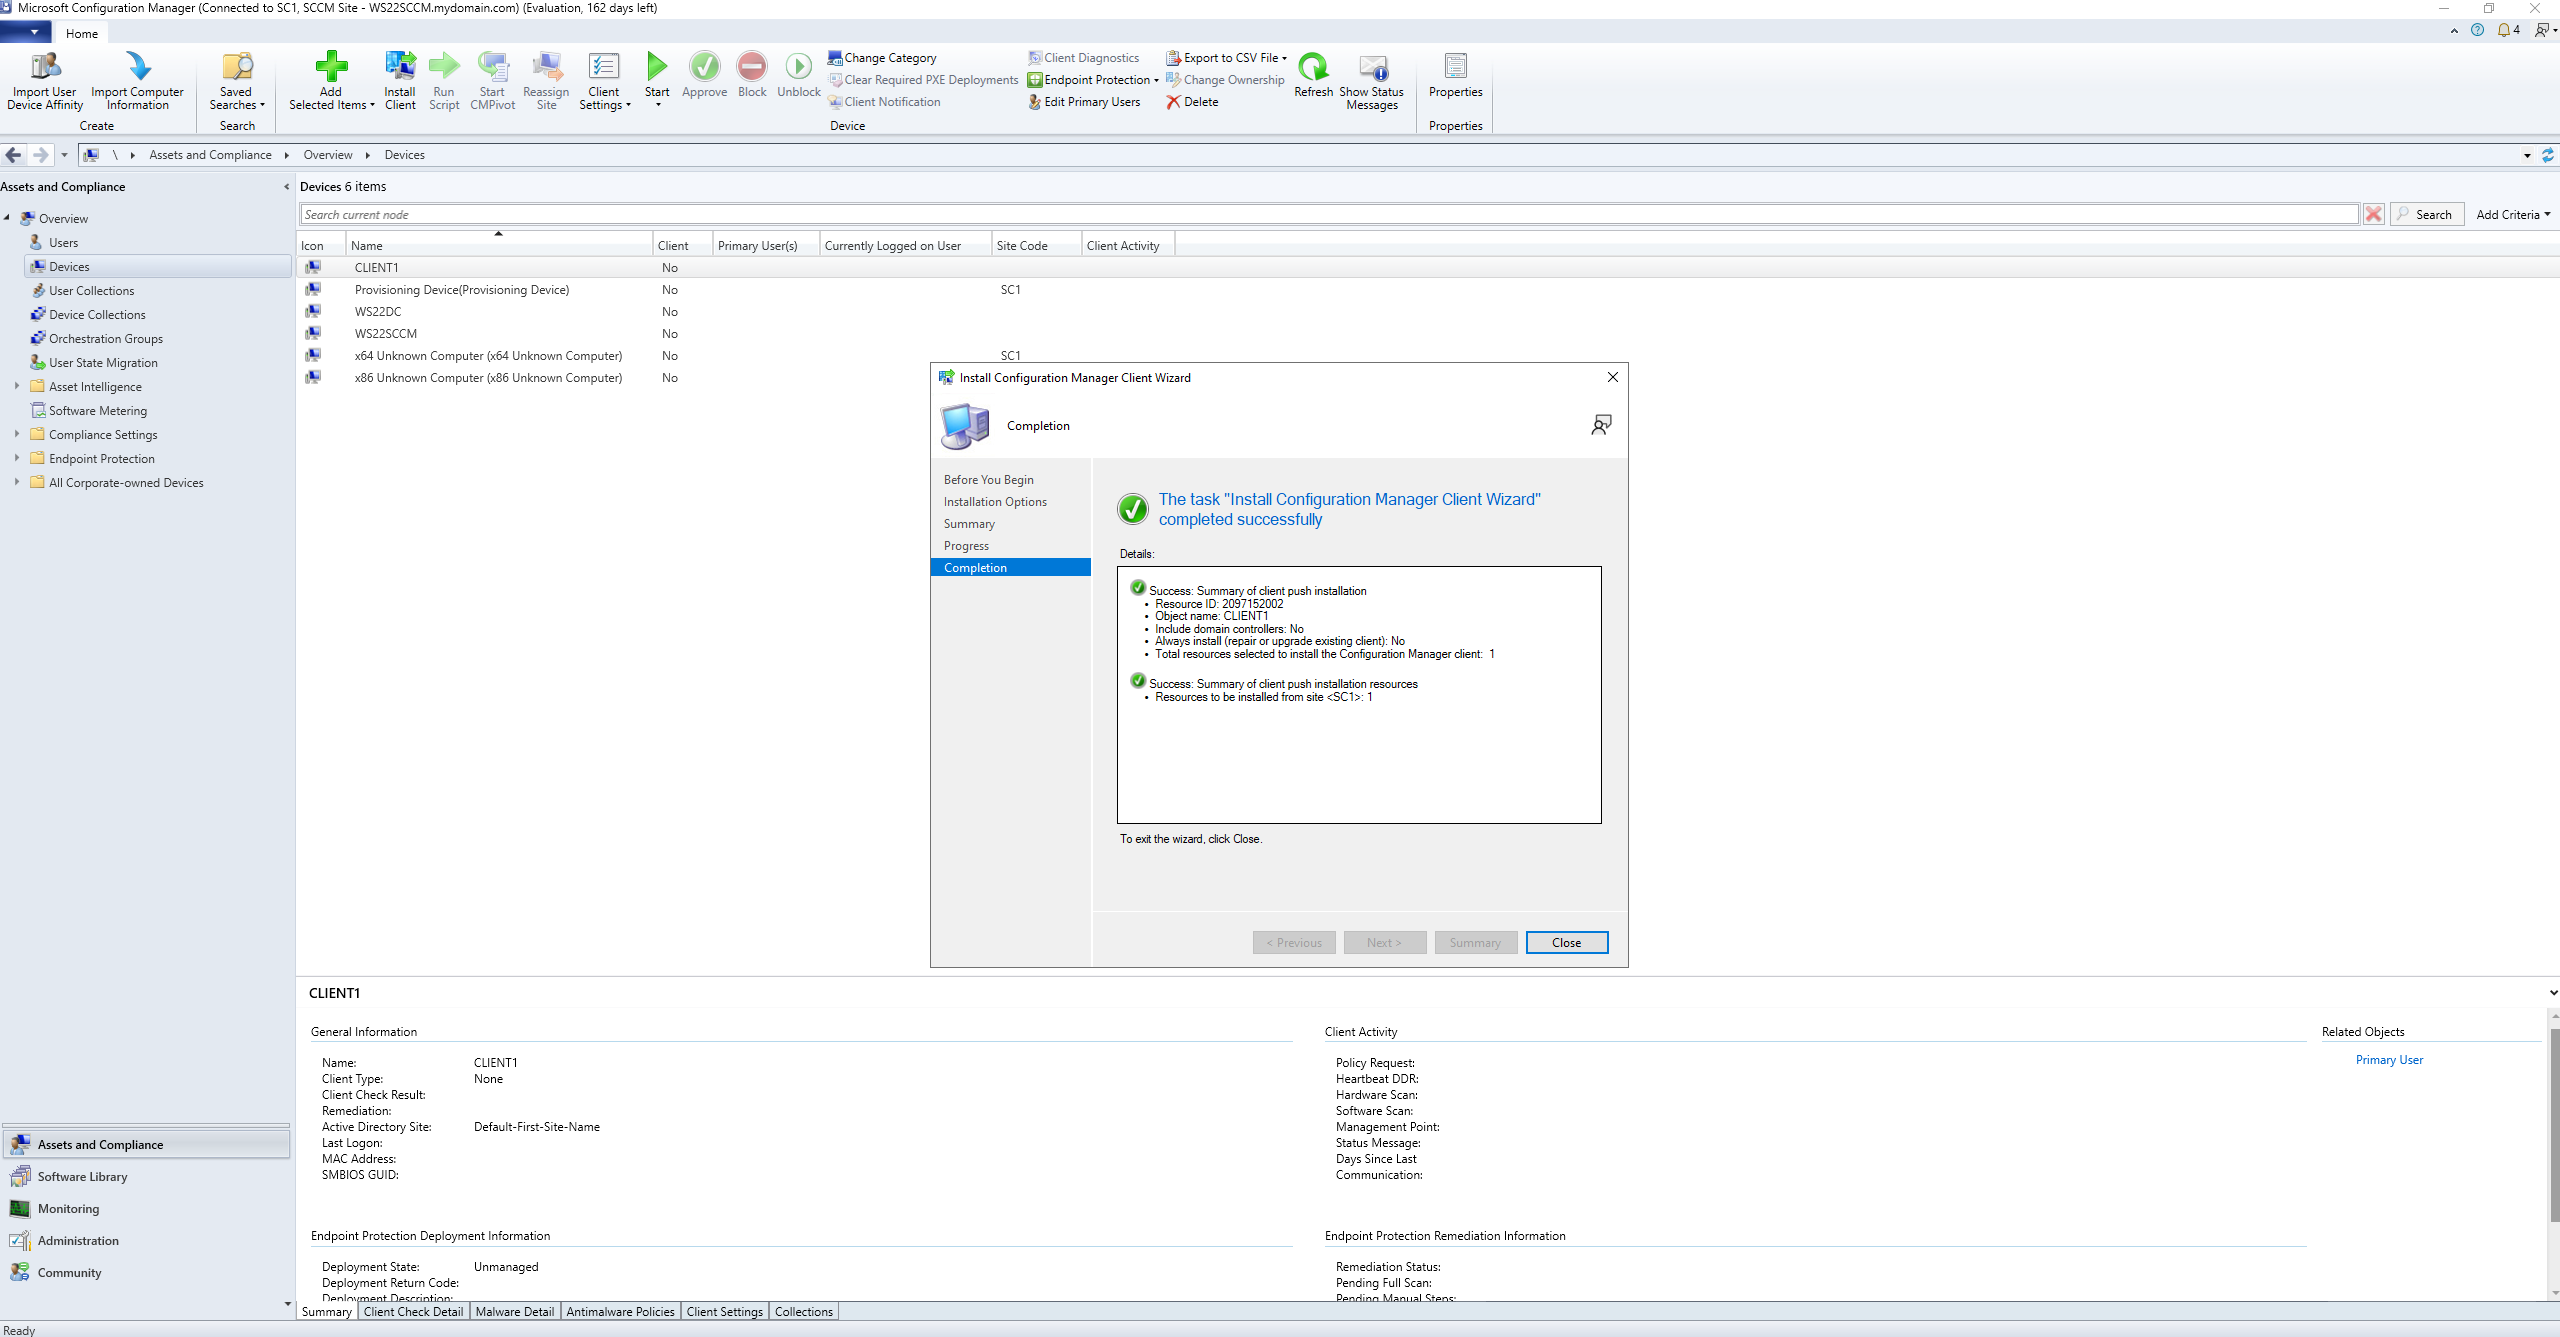 Microsoft Configuration Manager (Connected to SC1, SCCM Site - WS22SCCM.mydomain.com) (Evaluation, 162 days left)
Home
4
Import User Device Affinity
Import Computer Information
Create
Saved Searches
Search
Add Selected Items
Install Client
Run Script
Start CMPivot
Reassign Site
Client Settings
Start
Approve
Block
Unblock
Change Category
Clear Required PXE Deployments
Client Notification
Client Diagnostics
Endpoint Protection
Edit Primary Users
Export to CSV File
Change Ownership
Delete
Refresh
Show Status Messages
Device
Properties
Properties
\ Assets and Compliance Overview Devices
Assets and Compliance
Overview
Users
Devices
User Collections
Device Collections
Orchestration Groups
User State Migration
Asset Intelligence
Software Metering
Compliance Settings
Endpoint Protection
All Corporate-owned Devices
Assets and Compliance
Software Library
Monitoring
Administration
Community
Devices 6 items
Search current node
Search
Add Criteria
Icon Name Client Primary User(s) Currently Logged on User Site Code Client Activity
CLIENT1 No
Provisioning Device(Provisioning Device) No SC1
WS22DC No
WS22SCCM No
x64 Unknown Computer (x64 Unknown Computer) No SC1
x86 Unknown Computer (x86 Unknown Computer) No
Install Configuration Manager Client Wizard
Completion
Before You Begin
Installation Options
Summary
Progress
Completion
The task "Install Configuration Manager Client Wizard"
completed successfully
Details:
Success: Summary of client push installation
• Resource ID: 2097152002
• Object name: CLIENT1
• Include domain controllers: No
• Always install (repair or upgrade existing client): No
• Total resources selected to install the Configuration Manager client: 1
Success: Summary of client push installation resources
• Resources to be installed from site <SC1>: 1
To exit the wizard, click Close.
< Previous
Next >
Summary
Close
CLIENT1
General Information
Name: CLIENT1
Client Type: None
Client Check Result:
Remediation:
Active Directory Site: Default-First-Site-Name
Last Logon:
MAC Address:
SMBIOS GUID:
Client Activity
Policy Request:
Heartbeat DDR:
Hardware Scan:
Software Scan:
Management Point:
Status Message:
Days Since Last
Communication:
Related Objects
Primary User
Endpoint Protection Deployment Information
Deployment State: Unmanaged
Deployment Return Code:
Deployment Description:
Endpoint Protection Remediation Information
Remediation Status:
Pending Full Scan:
Pending Manual Steps:
Summary Client Check Detail Malware Detail Antimalware Policies Client Settings Collections
Ready